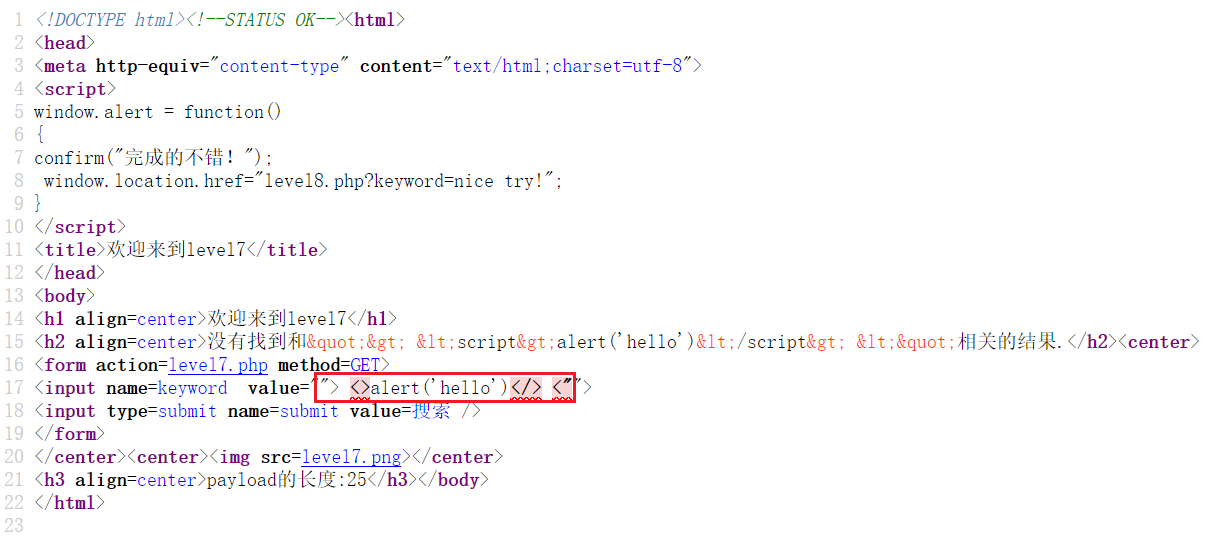 1 <!DOCTYPE html><!--STATUS OK--><html>
2 <head>
3 <meta http-equiv="content-type" content="text/html;charset=utf-8">
4 <script>
5 window.alert = function()
6 {
7 confirm("完成的不错！");
8  window.location.href="level8.php?keyword=nice try!";
9 }
10 </script>
11 <title>欢迎来到level7</title>
12 </head>
13 <body>
14 <h1 align=center>欢迎来到level7</h1>
15 <h2 align=center>没有找到和&quot;&gt; &lt;script&gt;alert('hello')&lt;/script&gt; &lt;&quot;相关的结果.</h2><center>
16 <form action=level7.php method=GET>
17 <input name=keyword  value=""> <>alert('hello')</> <"">
18 <input type=submit name=submit value=搜索 />
19 </form>
20 </center><center><img src=level7.png></center>
21 <h3 align=center>payload的长度:25</h3></body>
22 </html>
23